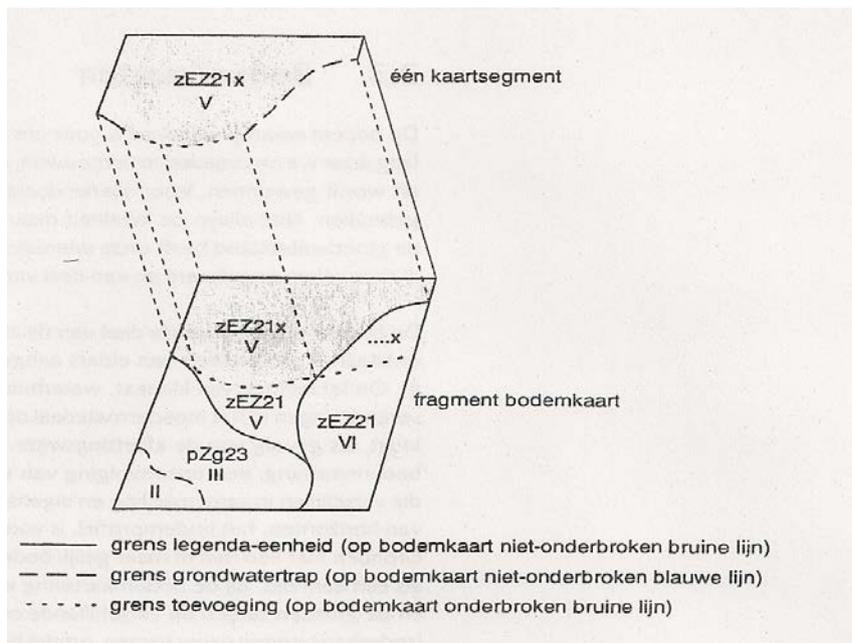 zEZ21x
V
één kaartsegment
zEZ21x
V
....x
zEZ21
V
zEZ21
VI
fragment bodemkaart
pZg23
III
II
grens legenda-eenheid (op bodemkaart niet-onderbroken bruine lijn)
grens grondwatertrap (op bodemkaart niet-onderbroken blauwe lijn)
grens toevoeging (op bodemkaart onderbroken bruine lijn)